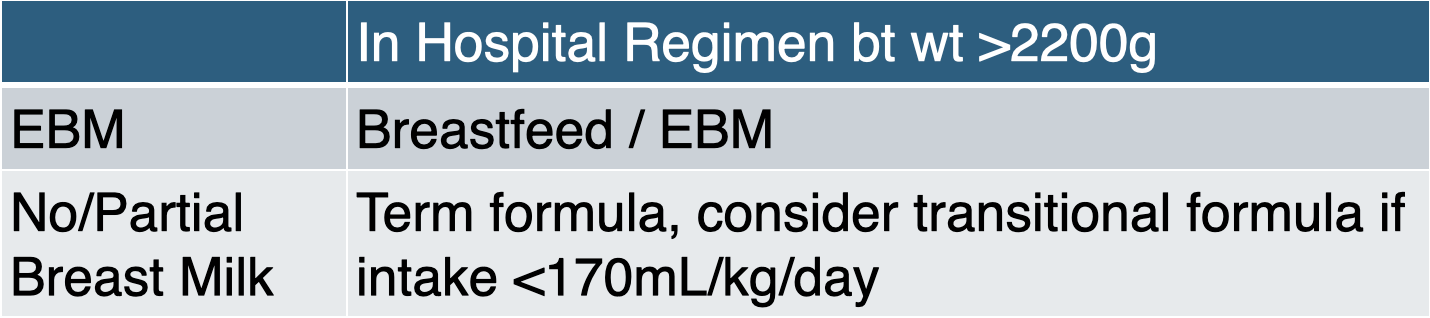 In Hospital Regimen bt wt >2200g
EBM
Breastfeed / EBM
No/Partial
Breast Milk
Term formula, consider transitional formula if
intake <170mL/kg/day